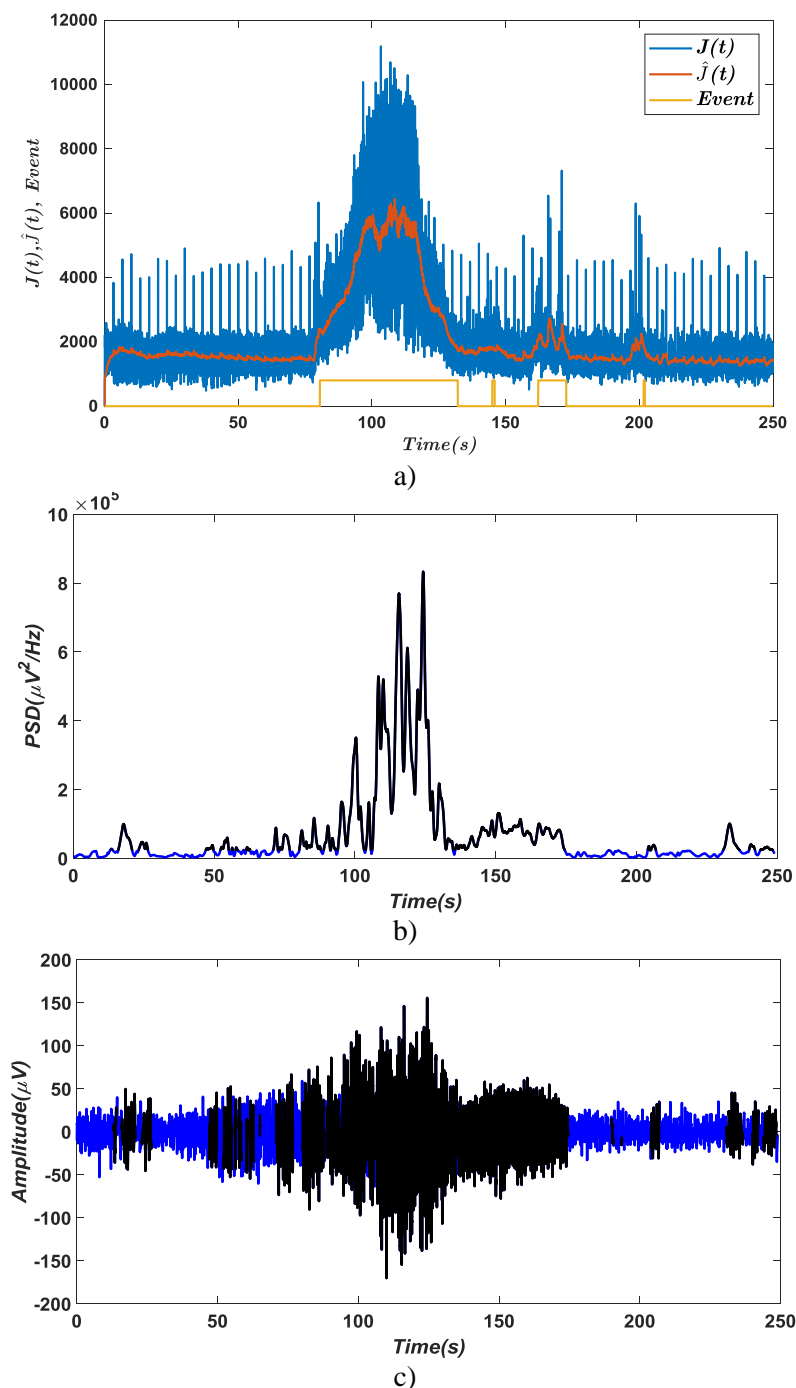 12000
10000
8000
6000
4000
2000
0
J(t),Ĵ(t), Event
J(t)
Ĵ(t)
Event
0 50 100 150 200 250
Time(s)
a)
×10⁵
10
8
6
4
2
0
PSD(μV²/Hz)
0 50 100 150 200 250
Time(s)
b)
200
150
100
50
0
-50
-100
-150
-200
Amplitude(μV)
0 50 100 150 200 250
Time(s)
c)